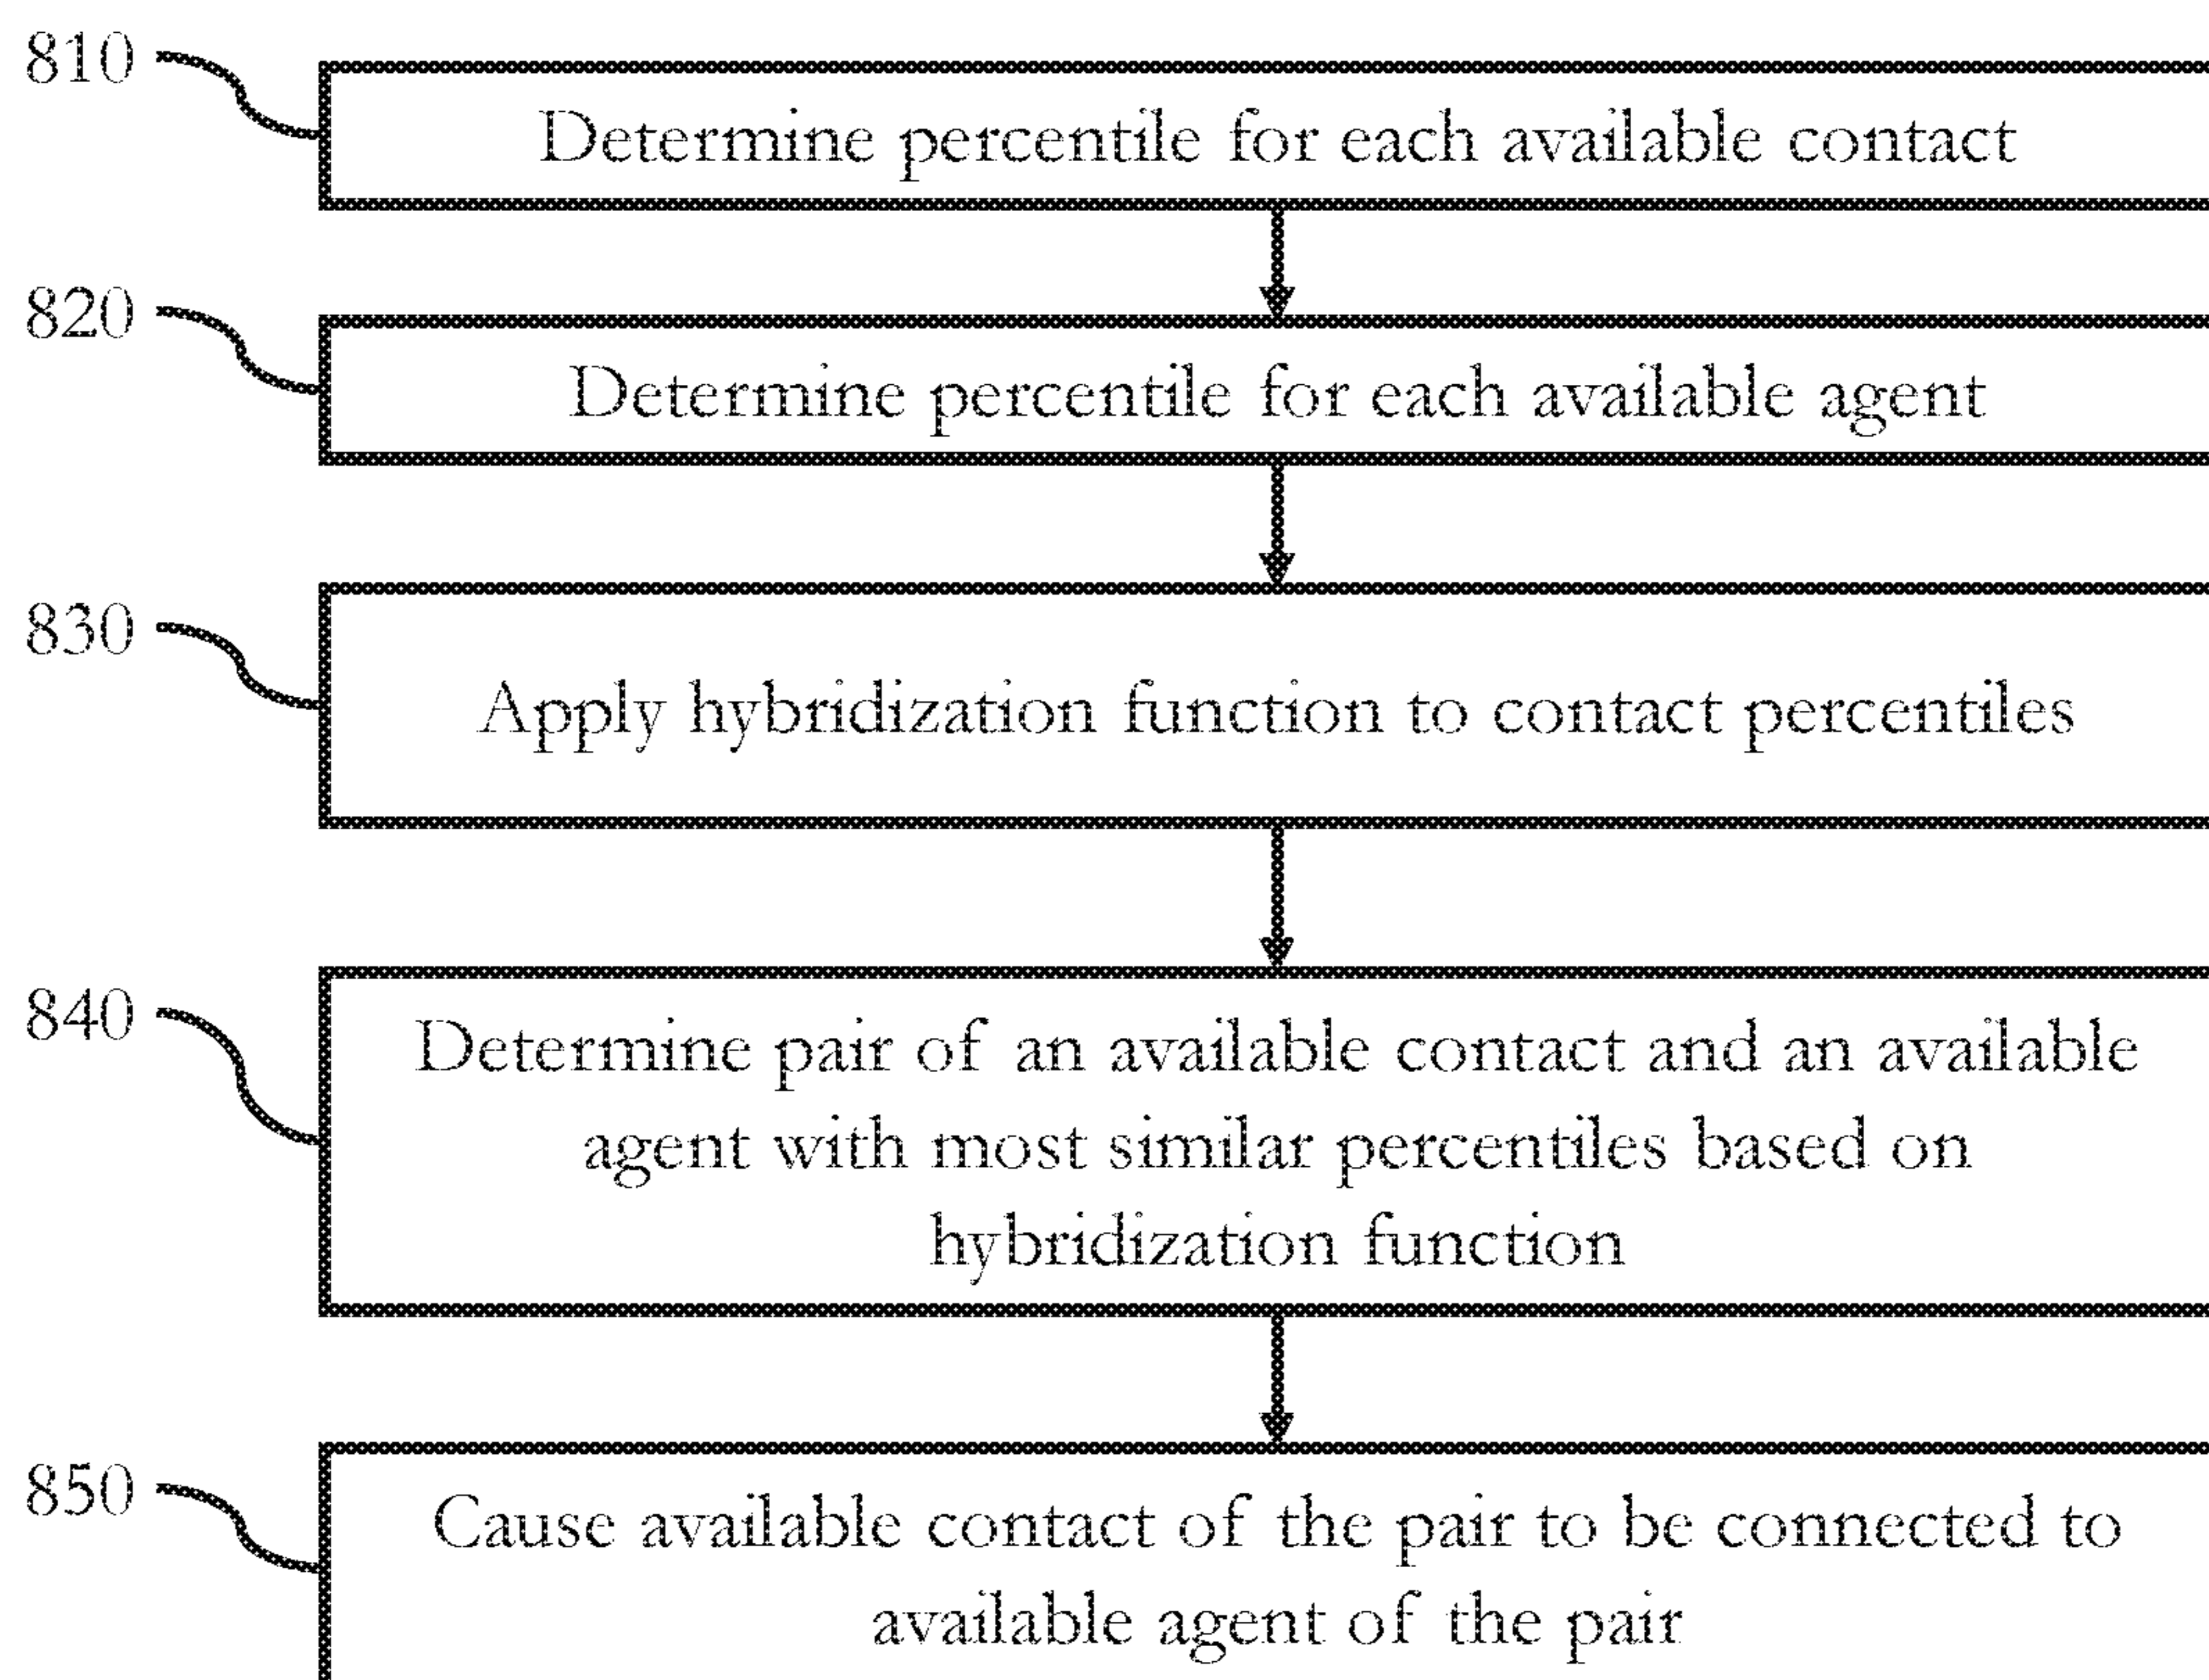 810
Determine percentile for each available contact
820
Determine percentile for each available agent
830
Apply hybridization function to contact percentiles
840
Determine pair of an available contact and an available
agent with most similar percentiles based on
hybridization function
850
Cause available contact of the pair to be connected to
available agent of the pair